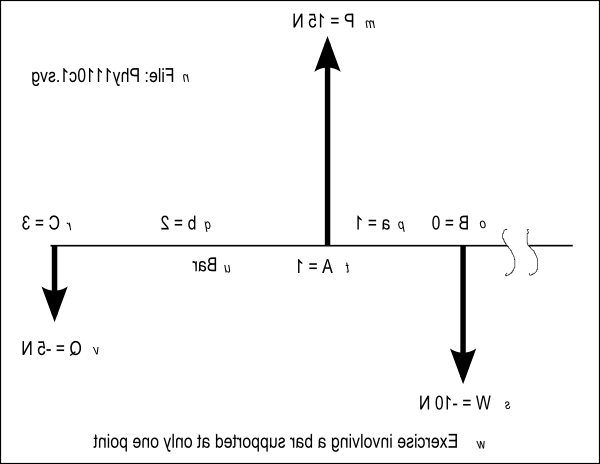 m P = 15 N
n File: Phy1110c1.svg
o B = 0 p a = 1 q b = 2 r C = 3
t A = 1 u Bar
v Q = -5 N
s W = -10 N
w Exercise involving a bar supported at only one point